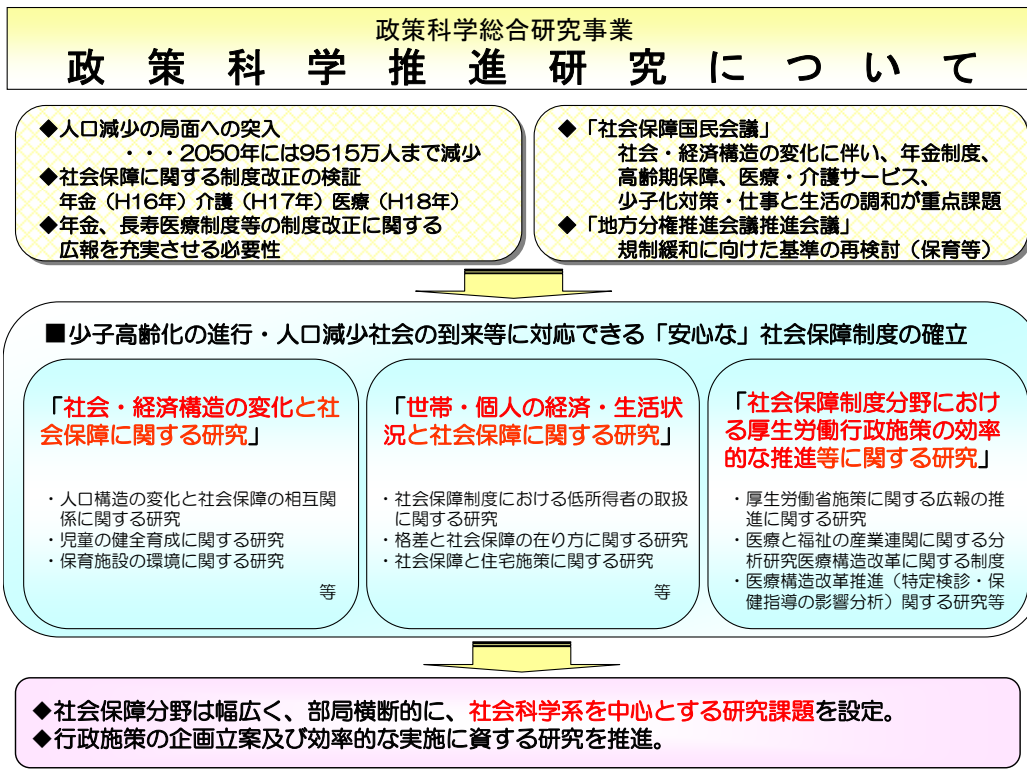 政策科学総合研究事業
政策科学推進研究について
◆人口減少の局面への突入
・・・2050年には9515万人まで減少
◆社会保障に関する制度改正の検証
年金（H16年）介護（H17年）医療（H18年）
◆年金、長寿医療制度等の制度改正に関する
広報を充実させる必要性
◆「社会保障国民会議」
社会・経済構造の変化に伴い、年金制度、
高齢期保障、医療・介護サービス、
少子化対策・仕事と生活の調和が重点課題
◆「地方分権推進会議推進会議」
規制緩和に向けた基準の再検討（保育等）
■少子高齢化の進行・人口減少社会の到来等に対応できる「安心な」社会保障制度の確立
「社会・経済構造の変化と社
会保障に関する研究」
・人口構造の変化と社会保障の相互関
係に関する研究
・児童の健全育成に関する研究
・保育施設の環境に関する研究
等
「世帯・個人の経済・生活状
況と社会保障に関する研究」
・社会保障制度における低所得者の取扱
に関する研究
・格差と社会保障の在り方に関する研究
・社会保障と住宅施策に関する研究
等
「社会保障制度分野におけ
る厚生労働行政施策の効率
的な推進等に関する研究」
・厚生労働省施策に関する広報の推
進に関する研究
・医療と福祉の産業連関に関する分
析研究医療構造改革に関する制度
・医療構造改革推進（特定検診・保
健指導の影響分析）関する研究等
◆社会保障分野は幅広く、部局横断的に、社会科学系を中心とする研究課題を設定。
◆行政施策の企画立案及び効率的な実施に資する研究を推進。